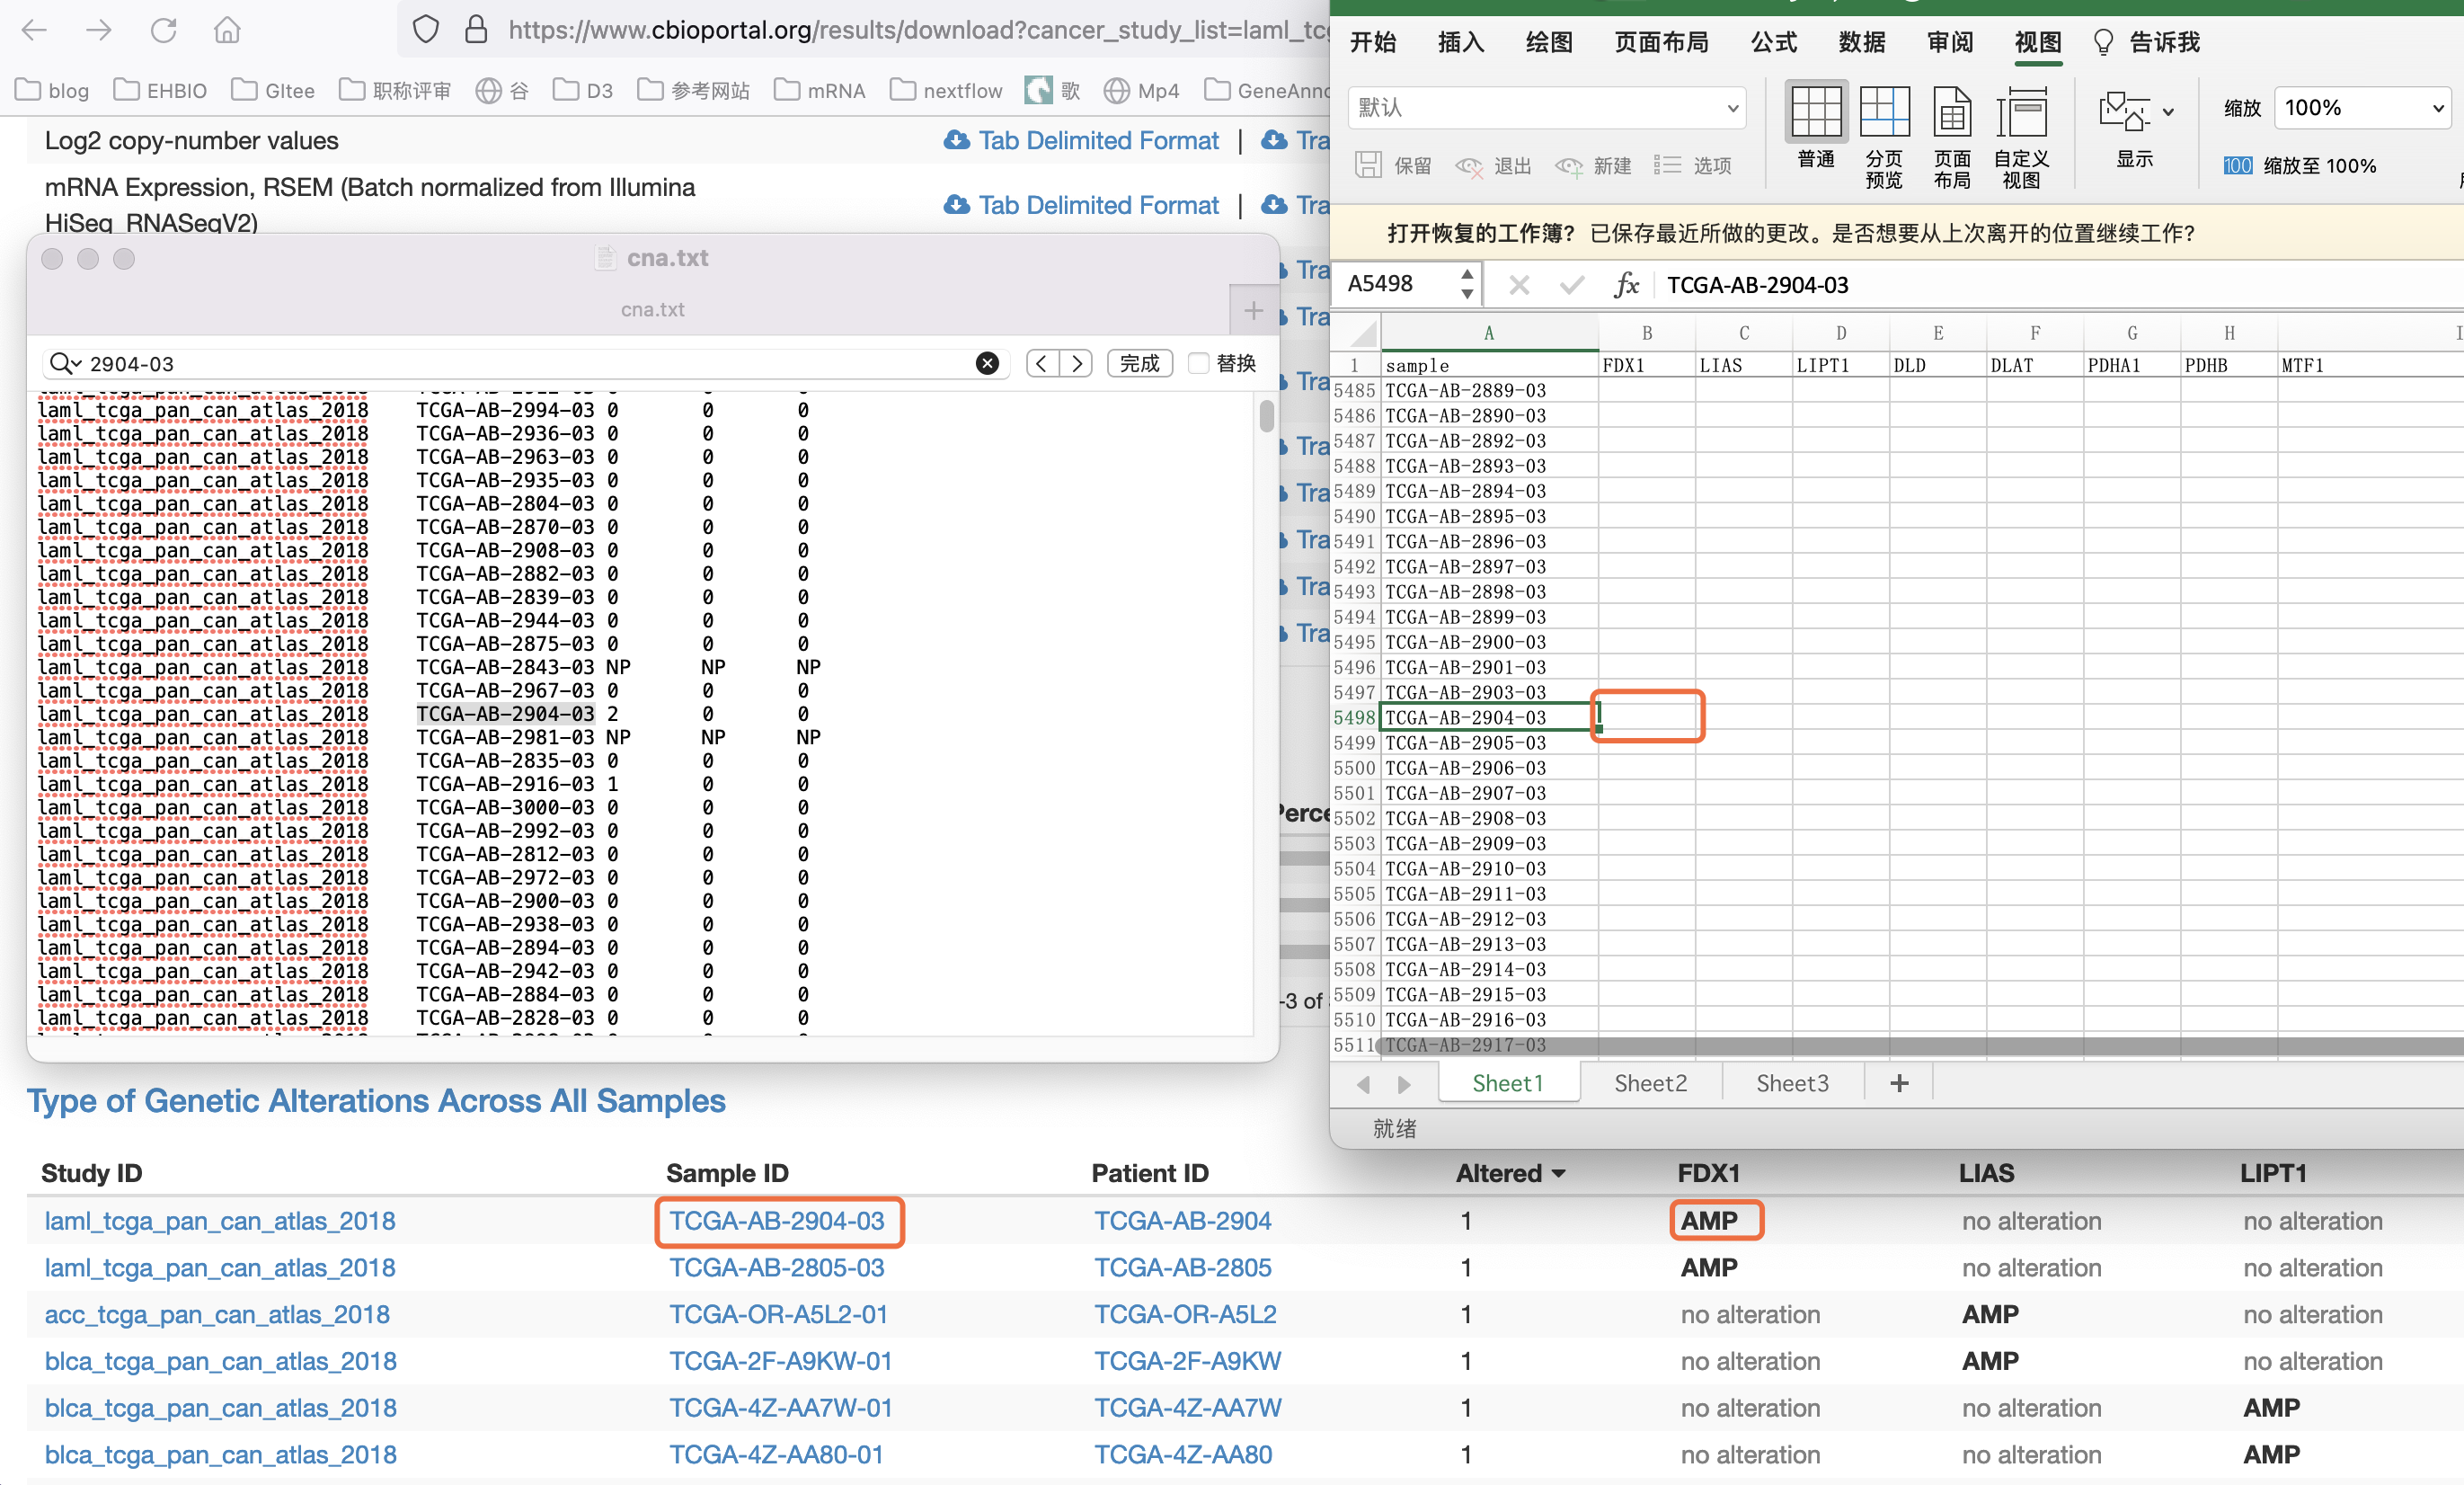 https://www.cbioportal.org/results/download?cancer_study_list=laml_tcg
blog EHBIO GItee 职称评审 谷 D3 参考网站 mRNA nextflow 歌 Mp4 GeneAnno
Log2 copy-number values Tab Delimited Format | Tra
mRNA Expression, RSEM (Batch normalized from Illumina
HiSeq_RNASeqV2) Tab Delimited Format | Tra
cna.txt
cna.txt
2904-03 完成 替换
laml_tcga_pan_can_atlas_2018 TCGA-AB-2994-03 0 0 0
laml_tcga_pan_can_atlas_2018 TCGA-AB-2936-03 0 0 0
laml_tcga_pan_can_atlas_2018 TCGA-AB-2963-03 0 0 0
laml_tcga_pan_can_atlas_2018 TCGA-AB-2935-03 0 0 0
laml_tcga_pan_can_atlas_2018 TCGA-AB-2804-03 0 0 0
laml_tcga_pan_can_atlas_2018 TCGA-AB-2870-03 0 0 0
laml_tcga_pan_can_atlas_2018 TCGA-AB-2908-03 0 0 0
laml_tcga_pan_can_atlas_2018 TCGA-AB-2882-03 0 0 0
laml_tcga_pan_can_atlas_2018 TCGA-AB-2839-03 0 0 0
laml_tcga_pan_can_atlas_2018 TCGA-AB-2944-03 0 0 0
laml_tcga_pan_can_atlas_2018 TCGA-AB-2875-03 0 0 0
laml_tcga_pan_can_atlas_2018 TCGA-AB-2843-03 NP NP NP
laml_tcga_pan_can_atlas_2018 TCGA-AB-2967-03 0 0 0
laml_tcga_pan_can_atlas_2018 TCGA-AB-2904-03 2 0 0
laml_tcga_pan_can_atlas_2018 TCGA-AB-2981-03 NP NP NP
laml_tcga_pan_can_atlas_2018 TCGA-AB-2835-03 0 0 0
laml_tcga_pan_can_atlas_2018 TCGA-AB-2916-03 1 0 0
laml_tcga_pan_can_atlas_2018 TCGA-AB-3000-03 0 0 0
laml_tcga_pan_can_atlas_2018 TCGA-AB-2992-03 0 0 0
laml_tcga_pan_can_atlas_2018 TCGA-AB-2812-03 0 0 0
laml_tcga_pan_can_atlas_2018 TCGA-AB-2972-03 0 0 0
laml_tcga_pan_can_atlas_2018 TCGA-AB-2900-03 0 0 0
laml_tcga_pan_can_atlas_2018 TCGA-AB-2938-03 0 0 0
laml_tcga_pan_can_atlas_2018 TCGA-AB-2894-03 0 0 0
laml_tcga_pan_can_atlas_2018 TCGA-AB-2942-03 0 0 0
laml_tcga_pan_can_atlas_2018 TCGA-AB-2884-03 0 0 0
laml_tcga_pan_can_atlas_2018 TCGA-AB-2828-03 0 0 0
Tra
Tra
Tra
Tra
Tra
Tra
Tra
Tra
Perce
-3 of
开始 插入 绘图 页面布局 公式 数据 审阅 视图 告诉我
默认
保留 退出 新建 选项
普通 分页预览 页面布局 自定义视图 显示
缩放 100%
100 缩放至 100%
打开恢复的工作簿? 已保存最近所做的更改。是否想要从上次离开的位置继续工作?
A5498 fx TCGA-AB-2904-03
A B C D E F G H I
1 sample FDX1 LIAS LIPT1 DLD DLAT PDHA1 PDHB MTF1
5485 TCGA-AB-2889-03
5486 TCGA-AB-2890-03
5487 TCGA-AB-2892-03
5488 TCGA-AB-2893-03
5489 TCGA-AB-2894-03
5490 TCGA-AB-2895-03
5491 TCGA-AB-2896-03
5492 TCGA-AB-2897-03
5493 TCGA-AB-2898-03
5494 TCGA-AB-2899-03
5495 TCGA-AB-2900-03
5496 TCGA-AB-2901-03
5497 TCGA-AB-2903-03
5498 TCGA-AB-2904-03
5499 TCGA-AB-2905-03
5500 TCGA-AB-2906-03
5501 TCGA-AB-2907-03
5502 TCGA-AB-2908-03
5503 TCGA-AB-2909-03
5504 TCGA-AB-2910-03
5505 TCGA-AB-2911-03
5506 TCGA-AB-2912-03
5507 TCGA-AB-2913-03
5508 TCGA-AB-2914-03
5509 TCGA-AB-2915-03
5510 TCGA-AB-2916-03
5511 TCGA-AB-2917-03
Sheet1 Sheet2 Sheet3 +
就绪
Type of Genetic Alterations Across All Samples
Study ID Sample ID Patient ID Altered FDX1 LIAS LIPT1
laml_tcga_pan_can_atlas_2018 TCGA-AB-2904-03 TCGA-AB-2904 1 AMP no alteration no alteration
laml_tcga_pan_can_atlas_2018 TCGA-AB-2805-03 TCGA-AB-2805 1 AMP no alteration no alteration
acc_tcga_pan_can_atlas_2018 TCGA-OR-A5L2-01 TCGA-OR-A5L2 1 no alteration AMP no alteration
blca_tcga_pan_can_atlas_2018 TCGA-2F-A9KW-01 TCGA-2F-A9KW 1 no alteration AMP no alteration
blca_tcga_pan_can_atlas_2018 TCGA-4Z-AA7W-01 TCGA-4Z-AA7W 1 no alteration no alteration AMP
blca_tcga_pan_can_atlas_2018 TCGA-4Z-AA80-01 TCGA-4Z-AA80 1 no alteration no alteration AMP